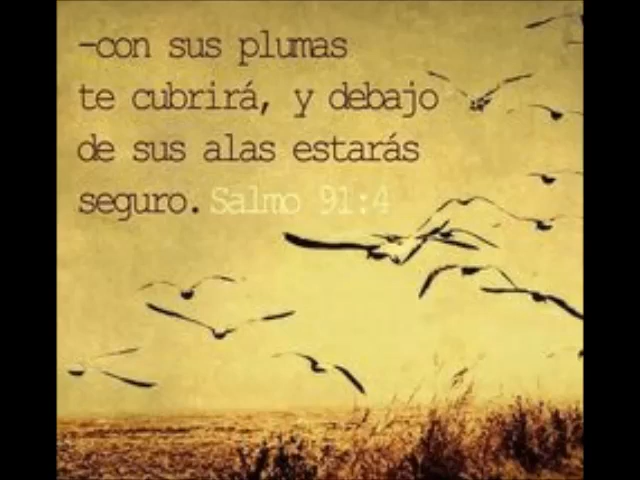 -con sus plumas
te cubrirá, y debajo
de sus alas estarás
seguro. Salmo 91:4